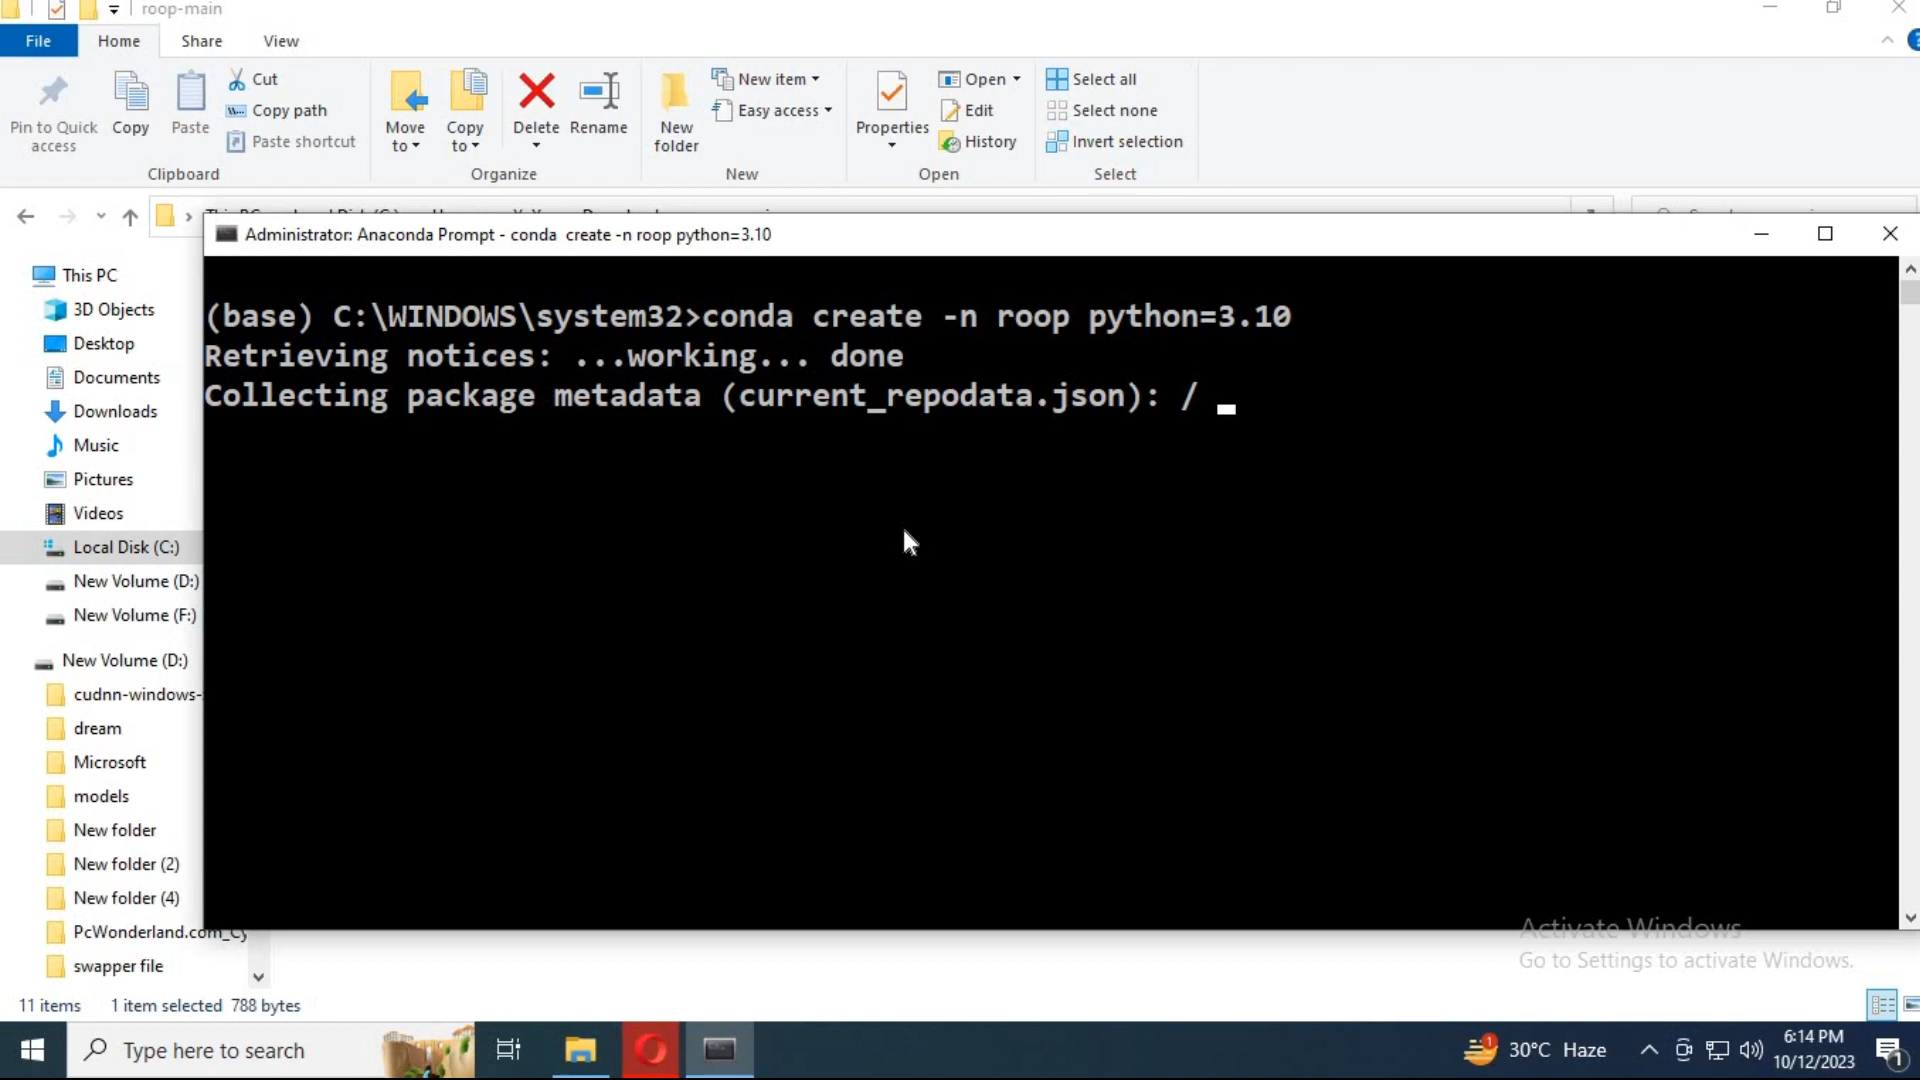 roop-main
File Home Share View
Pin to Quick access
Copy
Paste
Cut
Copy path
Paste shortcut
Clipboard
Move to
Copy to
Delete
Rename
Organize
New folder
New item
Easy access
New
Properties
Open
Edit
History
Open
Select all
Select none
Invert selection
Select
Administrator: Anaconda Prompt - conda create -n roop python=3.10
(base) C:\WINDOWS\system32>conda create -n roop python=3.10
Retrieving notices: ...working... done
Collecting package metadata (current_repodata.json): /
This PC
3D Objects
Desktop
Documents
Downloads
Music
Pictures
Videos
Local Disk (C:)
New Volume (D:)
New Volume (F:)
New Volume (D:)
cudnn-windows-
dream
Microsoft
models
New folder
New folder (2)
New folder (4)
PcWonderland.com_Cy
swapper file
Activate Windows
Go to Settings to activate Windows.
11 items 1 item selected 788 bytes
Type here to search
1
30°C Haze
6:14 PM
10/12/2023
1